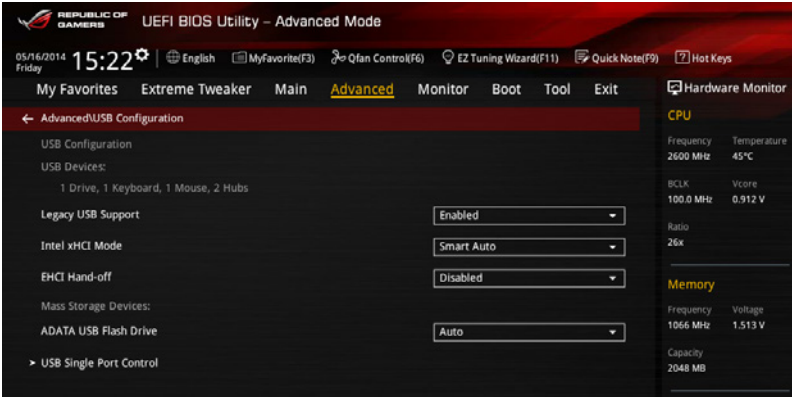 REPUBLIC OF
GAMERS
UEFI BIOS Utility – Advanced Mode
05/16/2014
Friday
15:22
English
MyFavorite(F3)
Qfan Control(F6)
EZ Tuning Wizard(F11)
Quick Note(F9)
? Hot Keys
My Favorites
Extreme Tweaker
Main
Advanced
Monitor
Boot
Tool
Exit
← Advanced\USB Configuration
USB Configuration
USB Devices:
1 Drive, 1 Keyboard, 1 Mouse, 2 Hubs
Legacy USB Support
Enabled
Intel xHCI Mode
Smart Auto
EHCI Hand-off
Disabled
Mass Storage Devices:
ADATA USB Flash Drive
Auto
> USB Single Port Control
Hardware Monitor
CPU
Frequency Temperature
2600 MHz 45°C
BCLK Vcore
100.0 MHz 0.912 V
Ratio
26x
Memory
Frequency Voltage
1066 MHz 1.513 V
Capacity
2048 MB